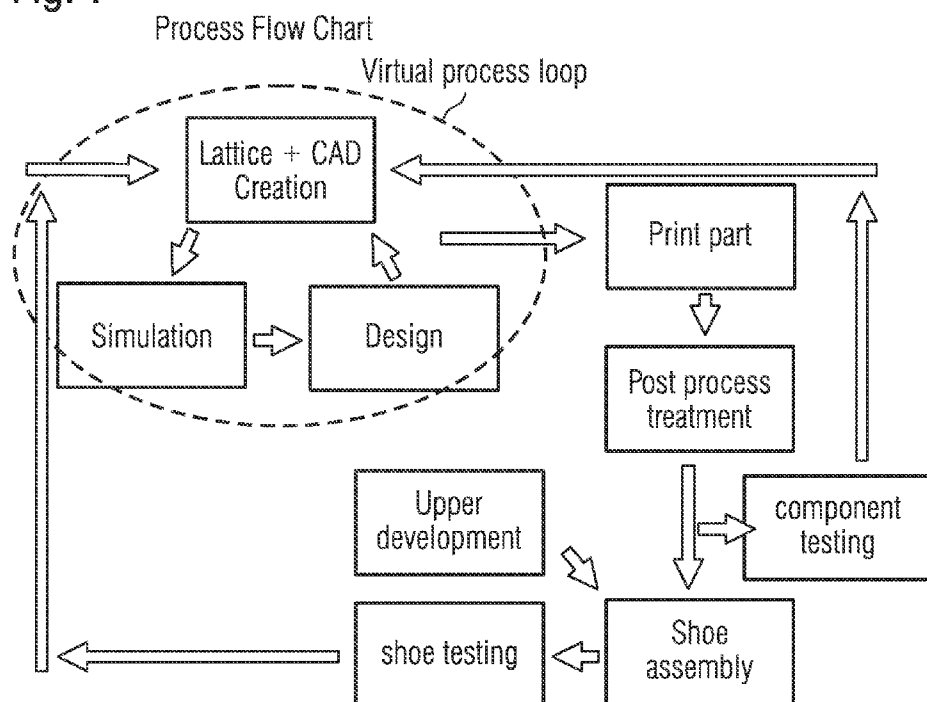 Process Flow Chart
Virtual process loop
Lattice + CAD
Creation
Print part
Simulation
Design
Post process
treatment
Upper
development
component
testing
shoe testing
Shoe
assembly